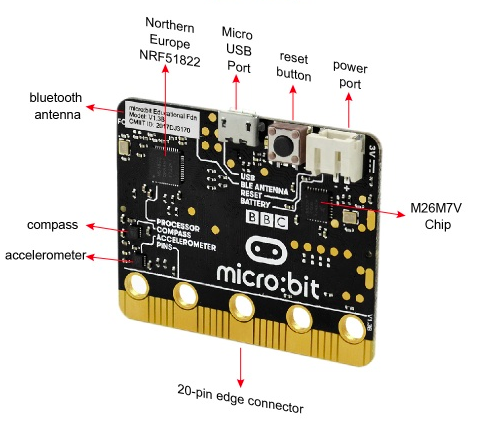 Northern
Europe
NRF51822
Micro
USB
Port
reset
button
power
port
bluetooth
antenna
micro:bit Educational Fdn
Model: V1.3B
CMIIT ID: 2017DJ3170
3V
USB
BLE ANTENNA
RESET
BATTERY
+
M26M7V
Chip
BBC
PROCESSOR
COMPASS
ACCELEROMETER
PINS
compass
accelerometer
micro:bit
V1.3B
20-pin edge connector